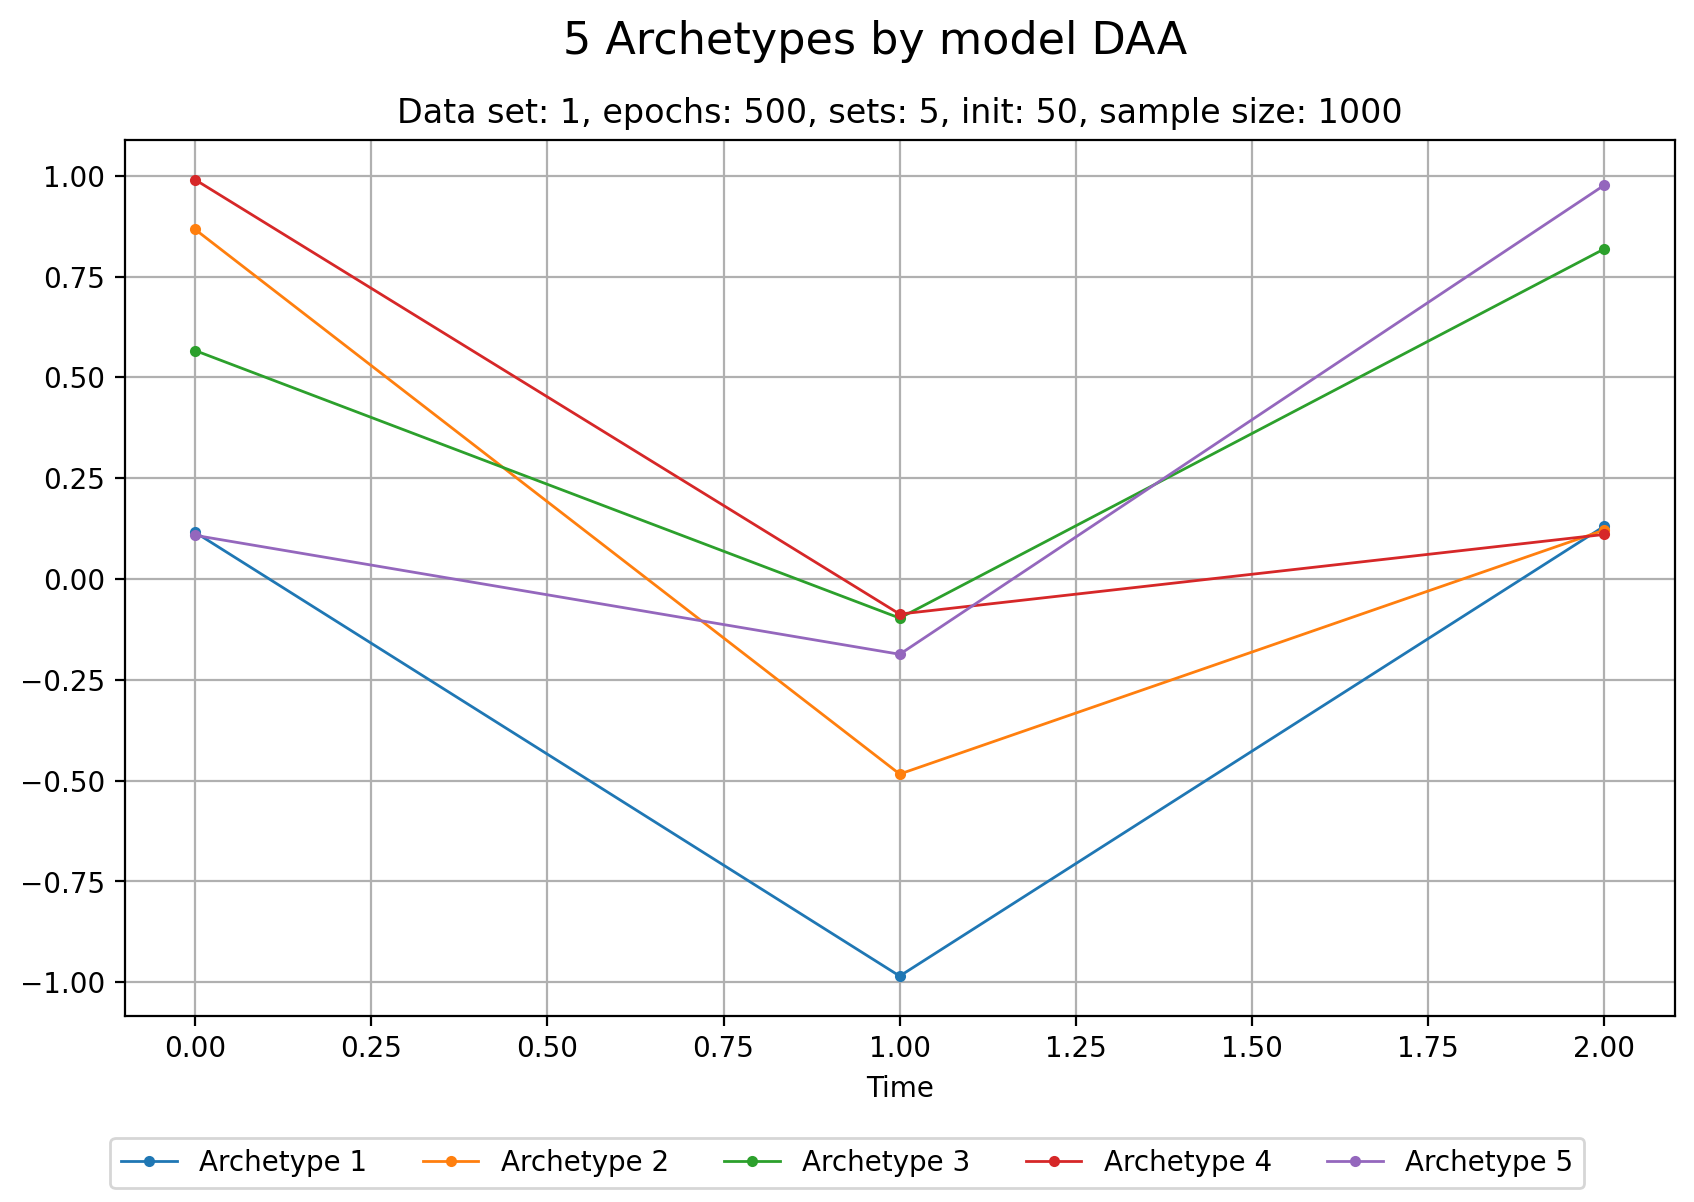 5 Archetypes by model DAA
Data set: 1, epochs: 500, sets: 5, init: 50, sample size: 1000
1.00
0.75
0.50
0.25
0.00
−0.25
−0.50
−0.75
−1.00
0.00 0.25 0.50 0.75 1.00 1.25 1.50 1.75 2.00
Time
Archetype 1 Archetype 2 Archetype 3 Archetype 4 Archetype 5